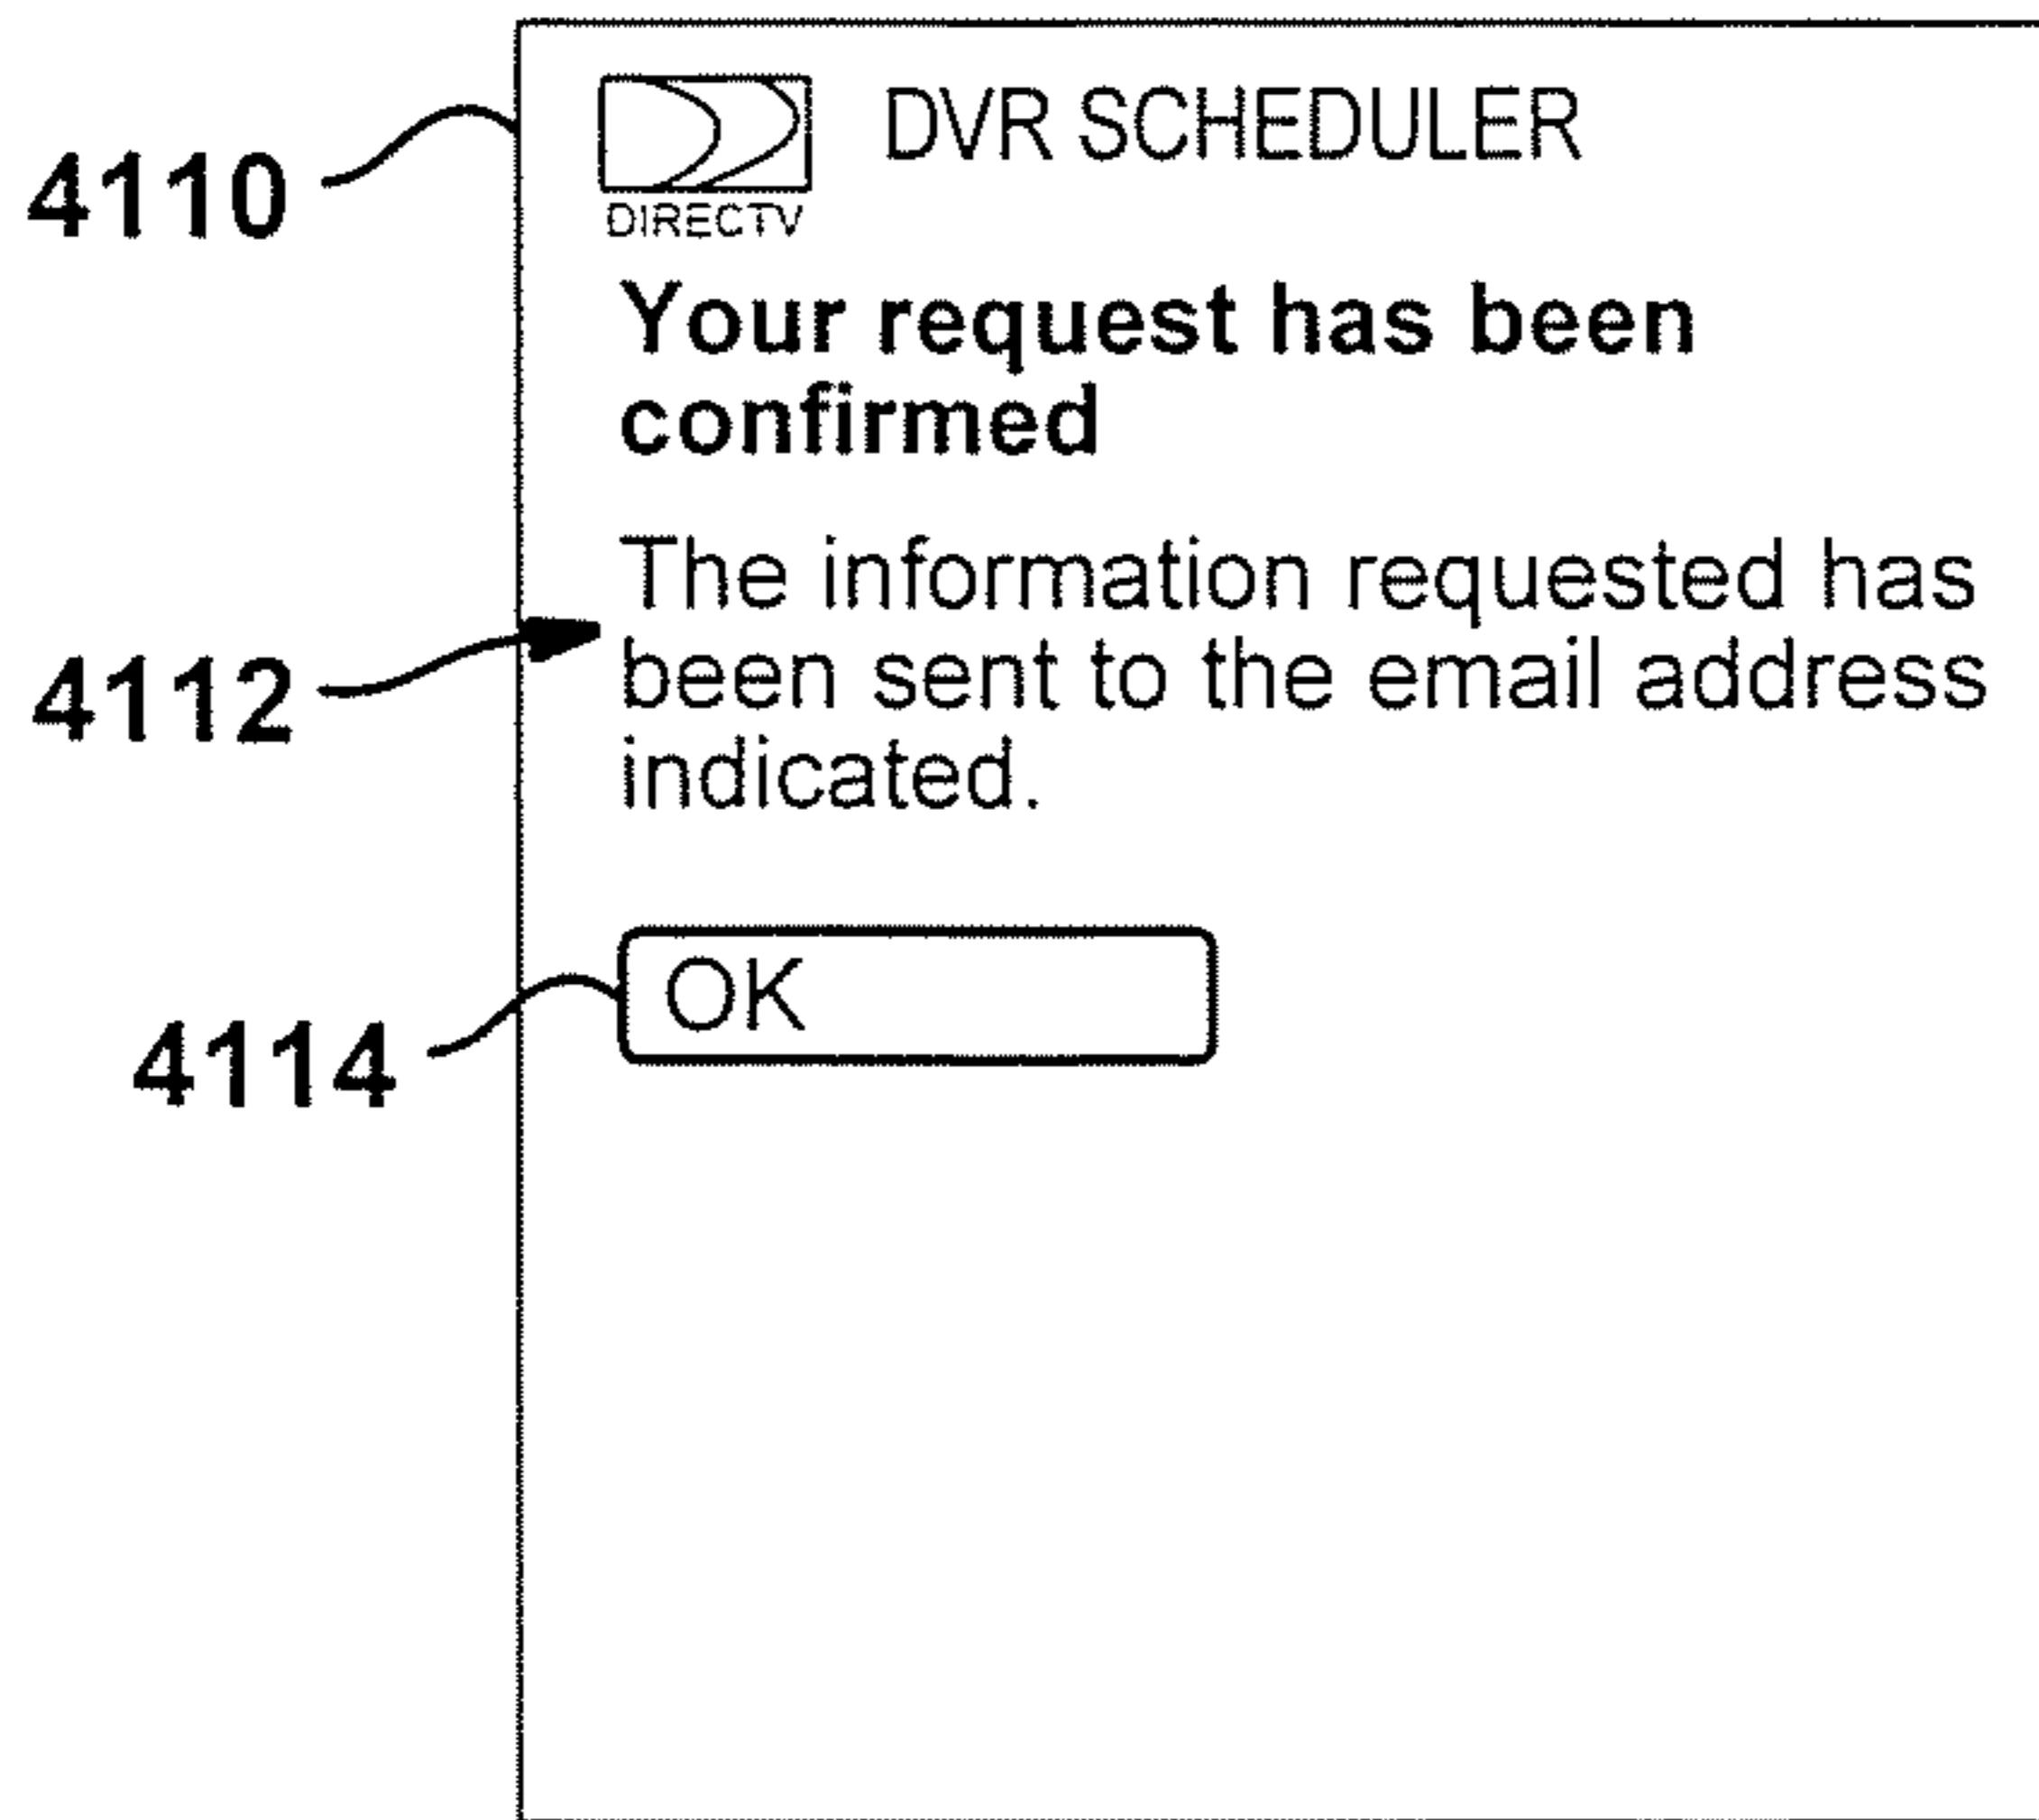 4110
DVR SCHEDULER
DIRECTV
Your request has been
confirmed
The information requested has
4112
been sent to the email address
indicated.
OK
4114